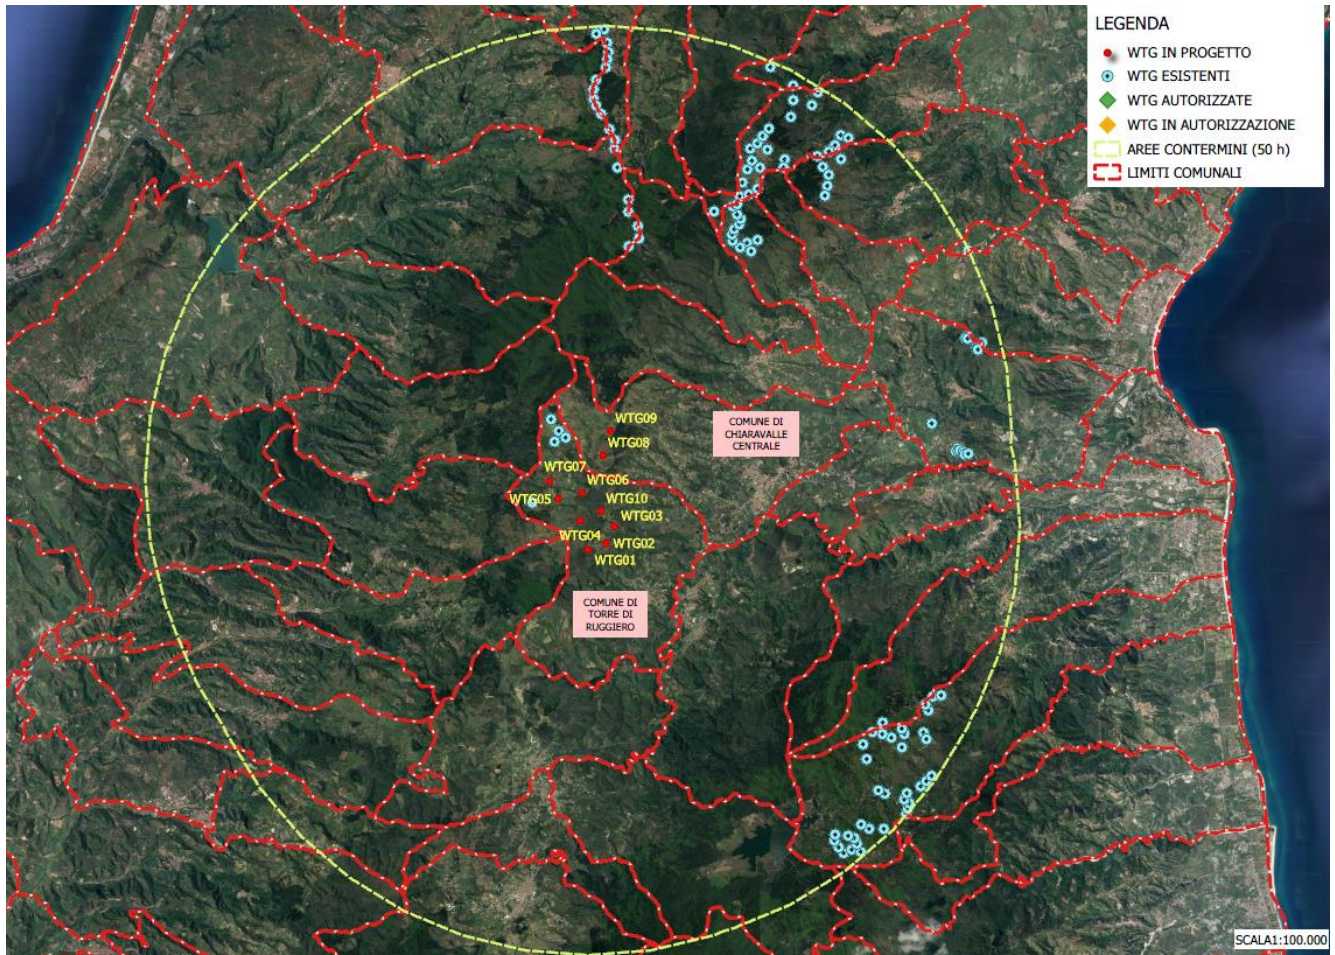 LEGENDA
WTG IN PROGETTO
WTG ESISTENTI
WTG AUTORIZZATE
WTG IN AUTORIZZAZIONE
AREE CONTERMINI (50 h)
LIMITI COMUNALI
WTG09
COMUNE DI
CHIARAVALLE
CENTRALE
WTG08
WTG07
WTG06
WTG05
WTG10
WTG03
WTG04
WTG02
WTG01
COMUNE DI
TORRE DI
RUGGIERO
SCALA1:100.000